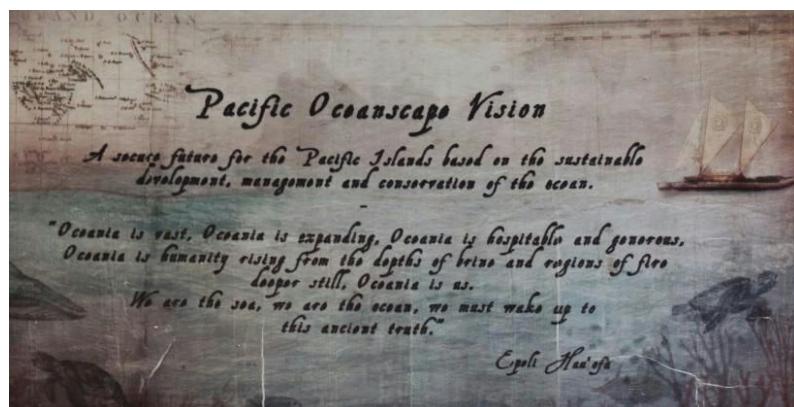 GRAND OCEAN
Pacific Oceanscape Vision
A secure future for the Pacific Islands based on the sustainable
development, management and conservation of the ocean.
-
"Oceania is vast, Oceania is expanding, Oceania is hospitable and generous,
Oceania is humanity rising from the depths of brine and regions of fire
deeper still, Oceania is us.
We are the sea, we are the ocean, we must wake up to
this ancient truth."
Epeli Hau'ofa